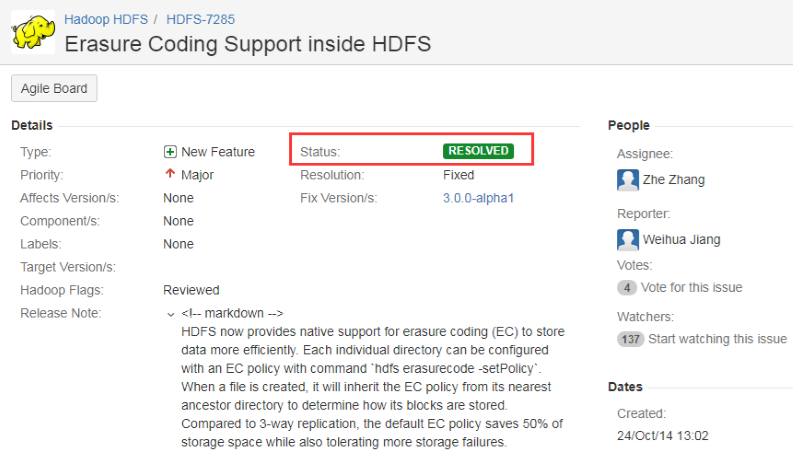 Hadoop HDFS / HDFS-7285
Erasure Coding Support inside HDFS
Agile Board
Details
Type: New Feature
Status: RESOLVED
Priority: Major
Resolution: Fixed
Affects Version/s: None
Fix Version/s: 3.0.0-alpha1
Component/s: None
Labels: None
Target Version/s:
Hadoop Flags: Reviewed
Release Note: <!-- markdown -->
HDFS now provides native support for erasure coding (EC) to store
data more efficiently. Each individual directory can be configured
with an EC policy with command `hdfs erasurecode -setPolicy`.
When a file is created, it will inherit the EC policy from its nearest
ancestor directory to determine how its blocks are stored.
Compared to 3-way replication, the default EC policy saves 50% of
storage space while also tolerating more storage failures.
People
Assignee:
Zhe Zhang
Reporter:
Weihua Jiang
Votes:
4 Vote for this issue
Watchers:
137 Start watching this issue
Dates
Created:
24/Oct/14 13:02